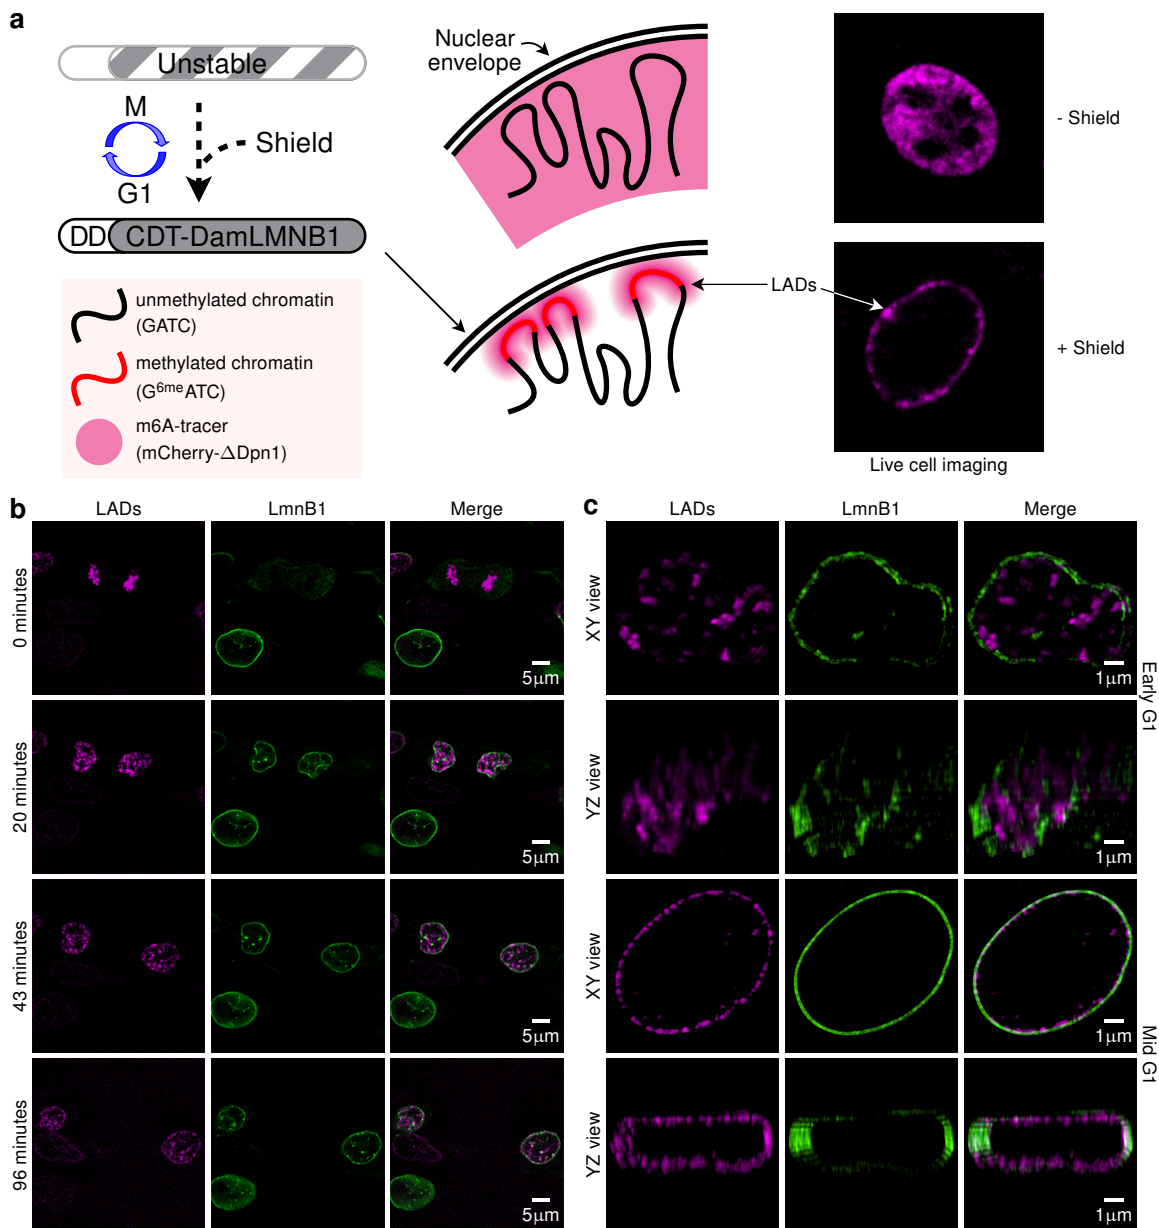 a
Unstable
M
Shield
G1
DD CDT-DamLMNB1
unmethylated chromatin
(GATC)
methylated chromatin
(G6meATC)
m6A-tracer
(mCherry-ΔDpn1)
Nuclear
envelope
LADs
- Shield
+ Shield
Live cell imaging
b
LADs LmnB1 Merge
0 minutes
5μm
20 minutes
5μm
43 minutes
5μm
96 minutes
5μm
c
LADs LmnB1 Merge
XY view
1μm
Early G1
YZ view
1μm
XY view
1μm
Mid G1
YZ view
1μm